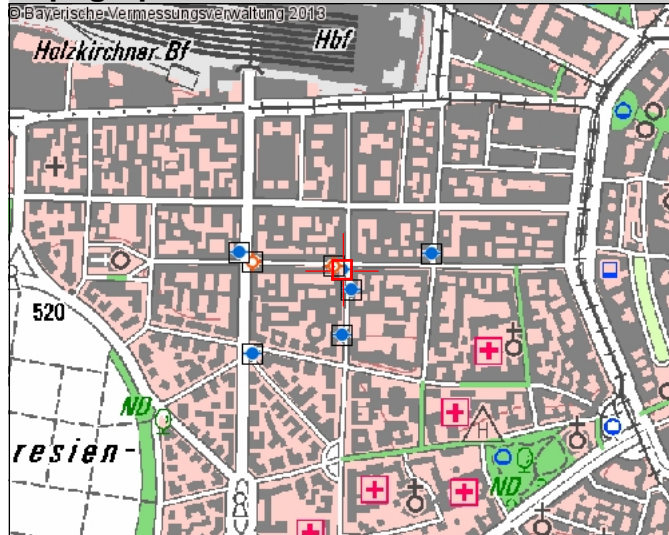 © Bayerische Vermessungsverwaltung 2013
Holzkirchner Bf
Hbf
520
ND
resien-
H
ND